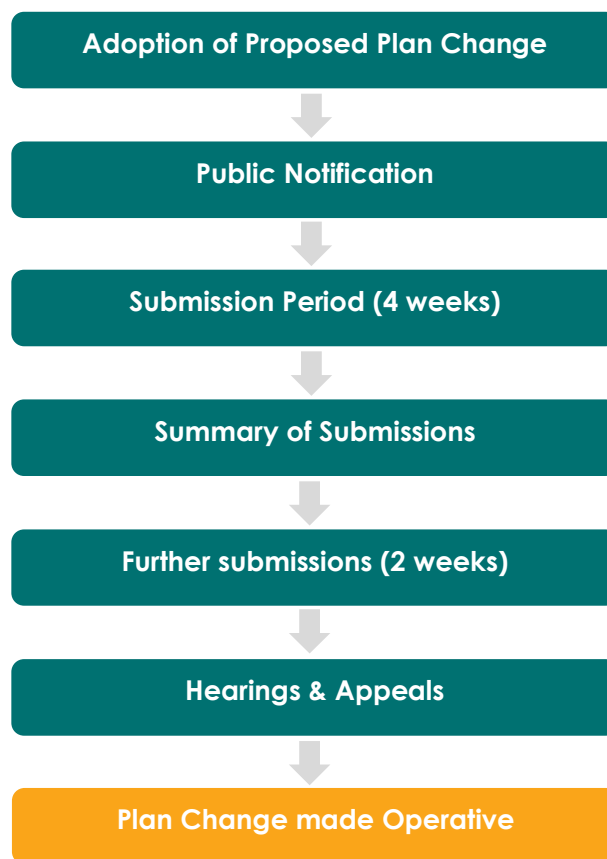 Adoption of Proposed Plan Change
Public Notification
Submission Period (4 weeks)
Summary of Submissions
Further submissions (2 weeks)
Hearings & Appeals
Plan Change made Operative